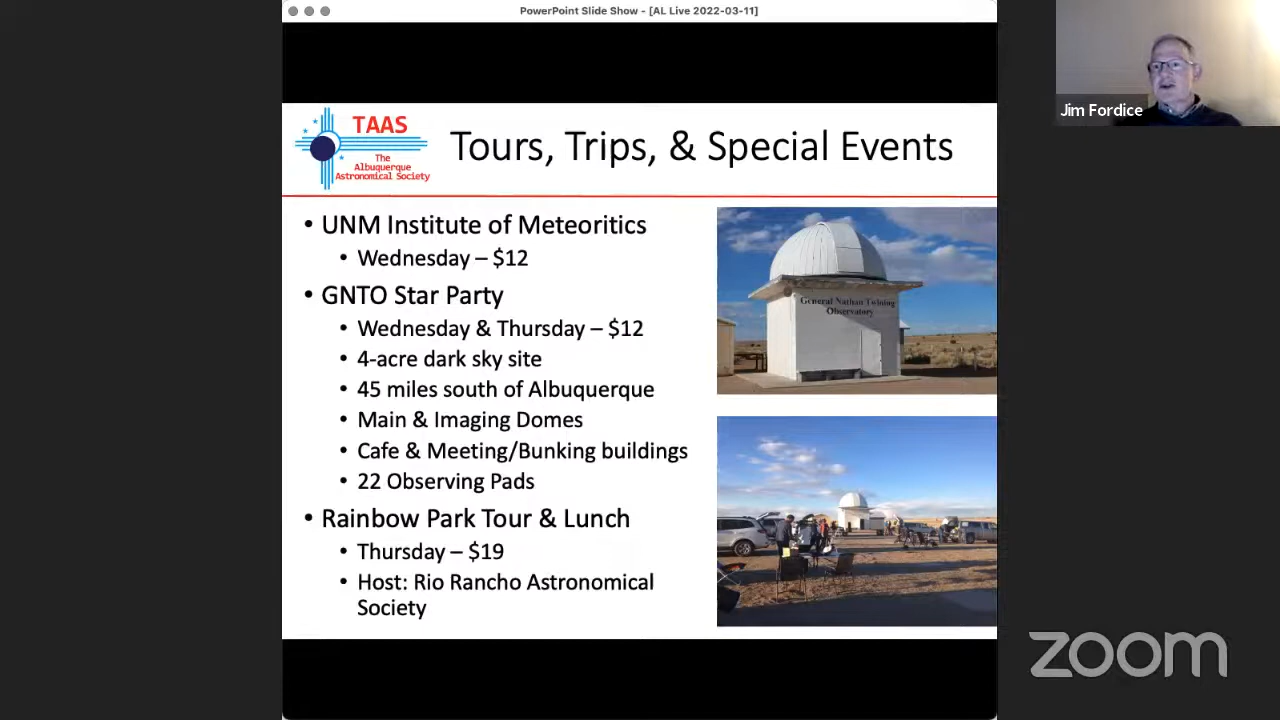 PowerPoint Slide Show - [AL Live 2022-03-11]
Jim Fordice
TAAS
The
Albuquerque
Astronomical Society
Tours, Trips, & Special Events
• UNM Institute of Meteoritics
• Wednesday – $12
• GNTO Star Party
• Wednesday & Thursday – $12
• 4-acre dark sky site
• 45 miles south of Albuquerque
• Main & Imaging Domes
• Cafe & Meeting/Bunking buildings
• 22 Observing Pads
• Rainbow Park Tour & Lunch
• Thursday – $19
• Host: Rio Rancho Astronomical
Society
General Nathan Twining
Observatory
zoom